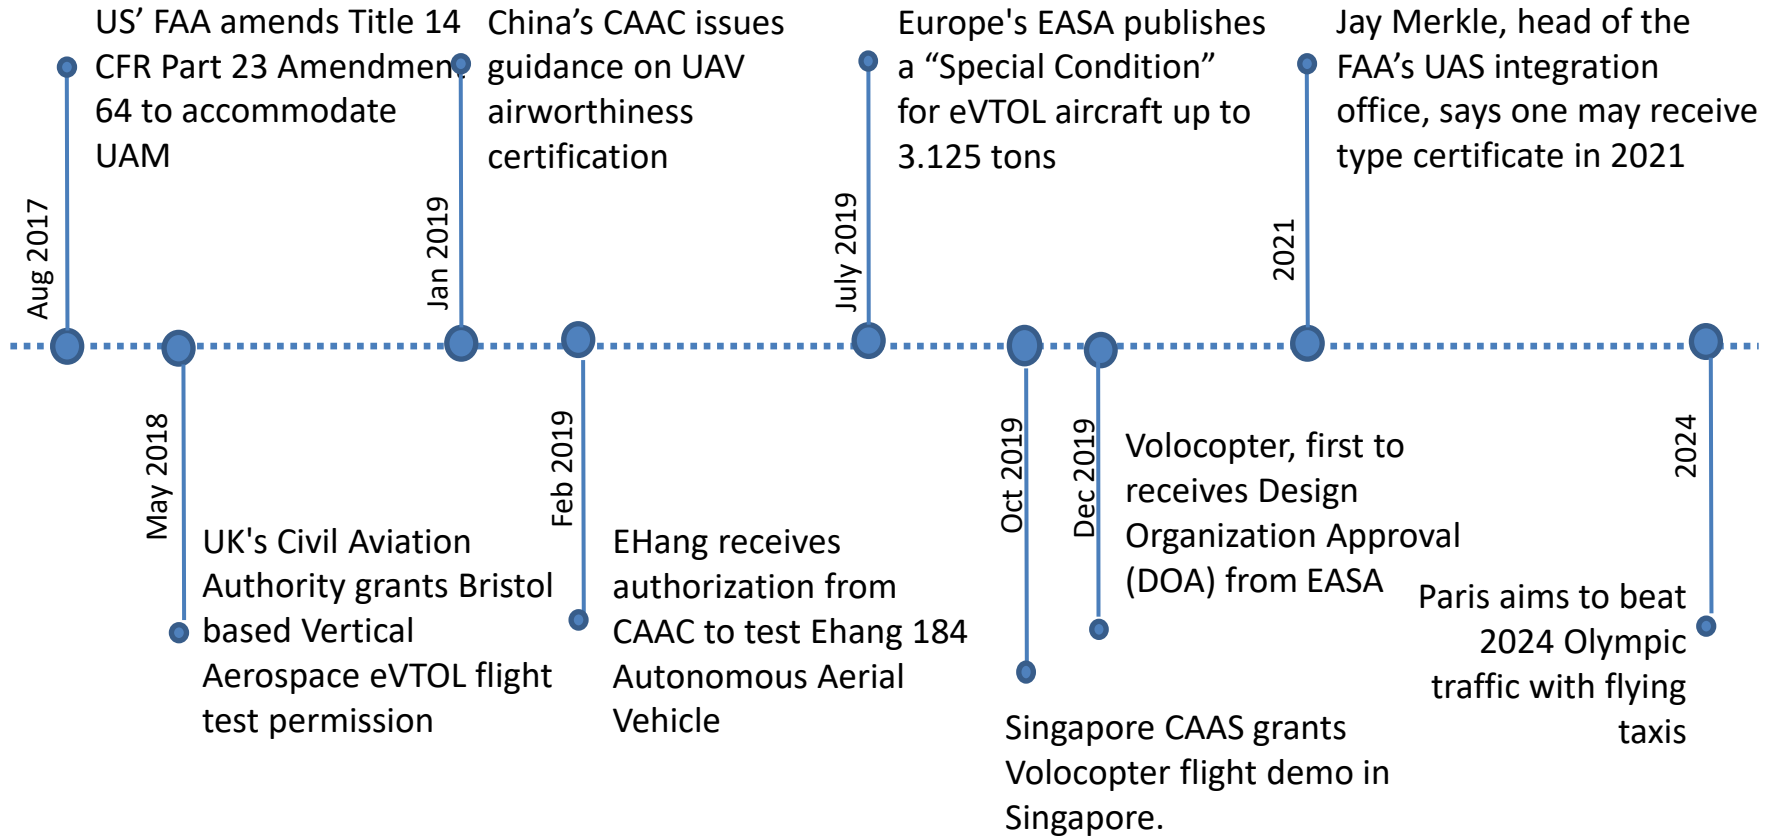 US’ FAA amends Title 14
CFR Part 23 Amendment
64 to accommodate
UAM
Aug 2017
China’s CAAC issues
guidance on UAV
airworthiness
certification
Jan 2019
Europe's EASA publishes
a “Special Condition”
for eVTOL aircraft up to
3.125 tons
July 2019
Jay Merkle, head of the
FAA’s UAS integration
office, says one may receive
type certificate in 2021
2021
May 2018
UK's Civil Aviation
Authority grants Bristol
based Vertical
Aerospace eVTOL flight
test permission
Feb 2019
EHang receives
authorization from
CAAC to test Ehang 184
Autonomous Aerial
Vehicle
Oct 2019
Singapore CAAS grants
Volocopter flight demo in
Singapore.
Dec 2019
Volocopter, first to
receives Design
Organization Approval
(DOA) from EASA
2024
Paris aims to beat
2024 Olympic
traffic with flying
taxis